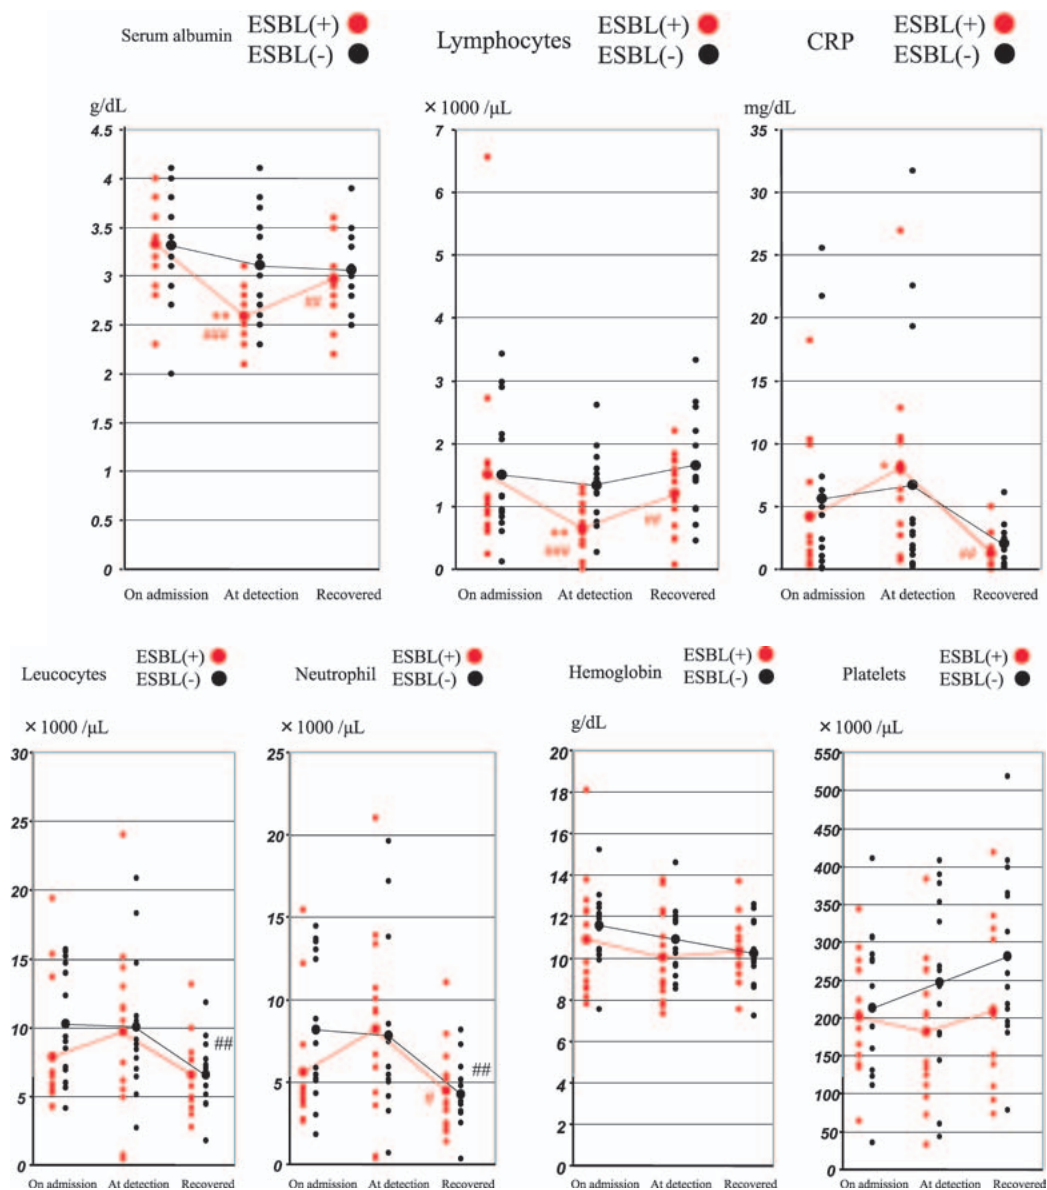 Serum albumin
ESBL(+)
ESBL(-)
g/dL
4.5
4
3.5
3
2.5
2
1.5
1
0.5
0
On admission At detection Recovered
**
###
##
Lymphocytes
ESBL(+)
ESBL(-)
×1000 /μL
7
6
5
4
3
2
1
0
On admission At detection Recovered
**
###
##
CRP
ESBL(+)
ESBL(-)
mg/dL
35
30
25
20
15
10
5
0
On admission At detection Recovered
*
##
Leucocytes
ESBL(+)
ESBL(-)
×1000 /μL
30
25
20
15
10
5
0
On admission At detection Recovered
##
Neutrophil
ESBL(+)
ESBL(-)
×1000 /μL
25
20
15
10
5
0
On admission At detection Recovered
#
##
Hemoglobin
ESBL(+)
ESBL(-)
g/dL
20
18
16
14
12
10
8
6
4
2
0
On admission At detection Recovered
Platelets
ESBL(+)
ESBL(-)
×1000 /μL
550
500
450
400
350
300
250
200
150
100
50
0
On admission At detection Recovered